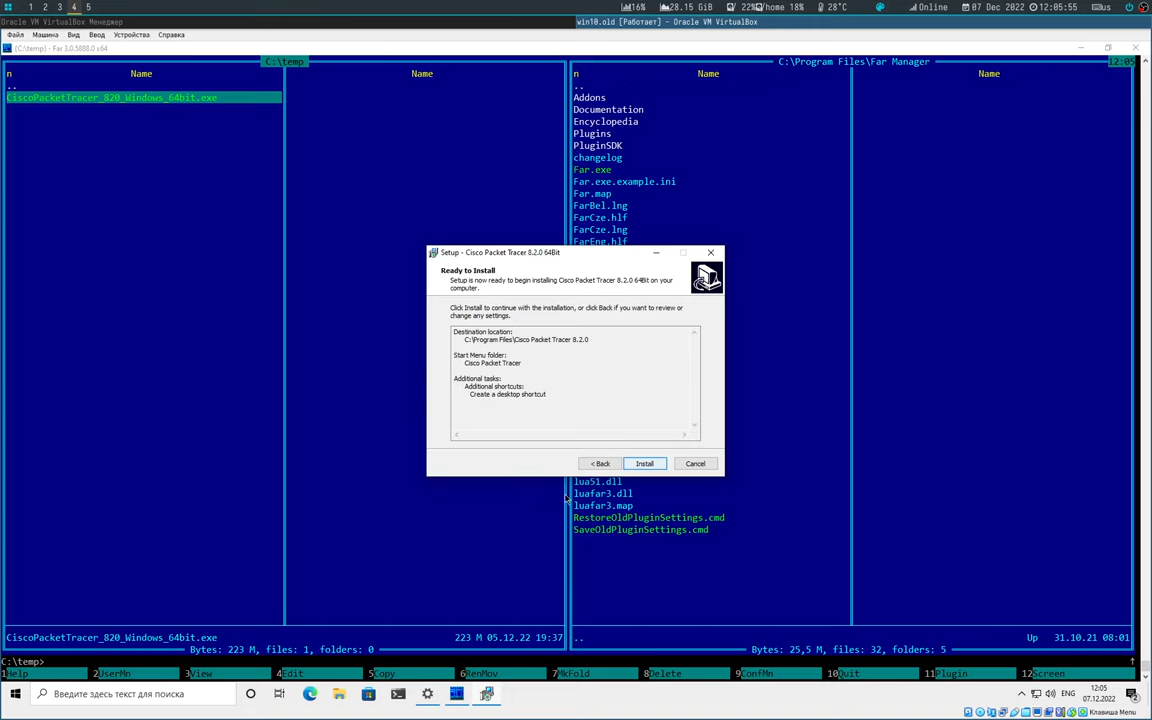 1 2 3 4 5
16% 28.15 GiB 22% /home 18% 28°C Online 07 Dec 2022 12:05:55 us
Oracle VM VirtualBox Менеджер
win10.old [Работает] - Oracle VM VirtualBox
Файл Машина Вид Ввод Устройства Справка
{C:\temp} - Far 3.0.5888.0 x64
C:\temp
C:\Program Files\Far Manager 12:05
n Name Name n Name Name
..
CiscoPacketTracer_820_Windows_64bit.exe
..
Addons
Documentation
Encyclopedia
Plugins
PluginSDK
changelog
Far.exe
Far.exe.example.ini
Far.map
FarBel.lng
FarCze.hlf
FarCze.lng
FarEng.hlf
Setup - Cisco Packet Tracer 8.2.0 64Bit
Ready to Install
Setup is now ready to begin installing Cisco Packet Tracer 8.2.0 64Bit on your
computer.
Click Install to continue with the installation, or click Back if you want to review or
change any settings.
Destination location:
C:\Program Files\Cisco Packet Tracer 8.2.0
Start Menu folder:
Cisco Packet Tracer
Additional tasks:
Additional shortcuts:
Create a desktop shortcut
< Back Install Cancel
lua51.dll
luafar3.dll
luafar3.map
RestoreOldPluginSettings.cmd
SaveOldPluginSettings.cmd
CiscoPacketTracer_820_Windows_64bit.exe 223 M 05.12.22 19:37
.. Up 31.10.21 08:01
Bytes: 223 M, files: 1, folders: 0
Bytes: 25,5 M, files: 32, folders: 5
C:\temp>
1Help 2UserMn 3View 4Edit 5Copy 6RenMov 7MkFold 8Delete 9ConfMn 10Quit 11Plugin 12Screen
Введите здесь текст для поиска
ENG
12:05
07.12.2022
2
Клавиша Menu